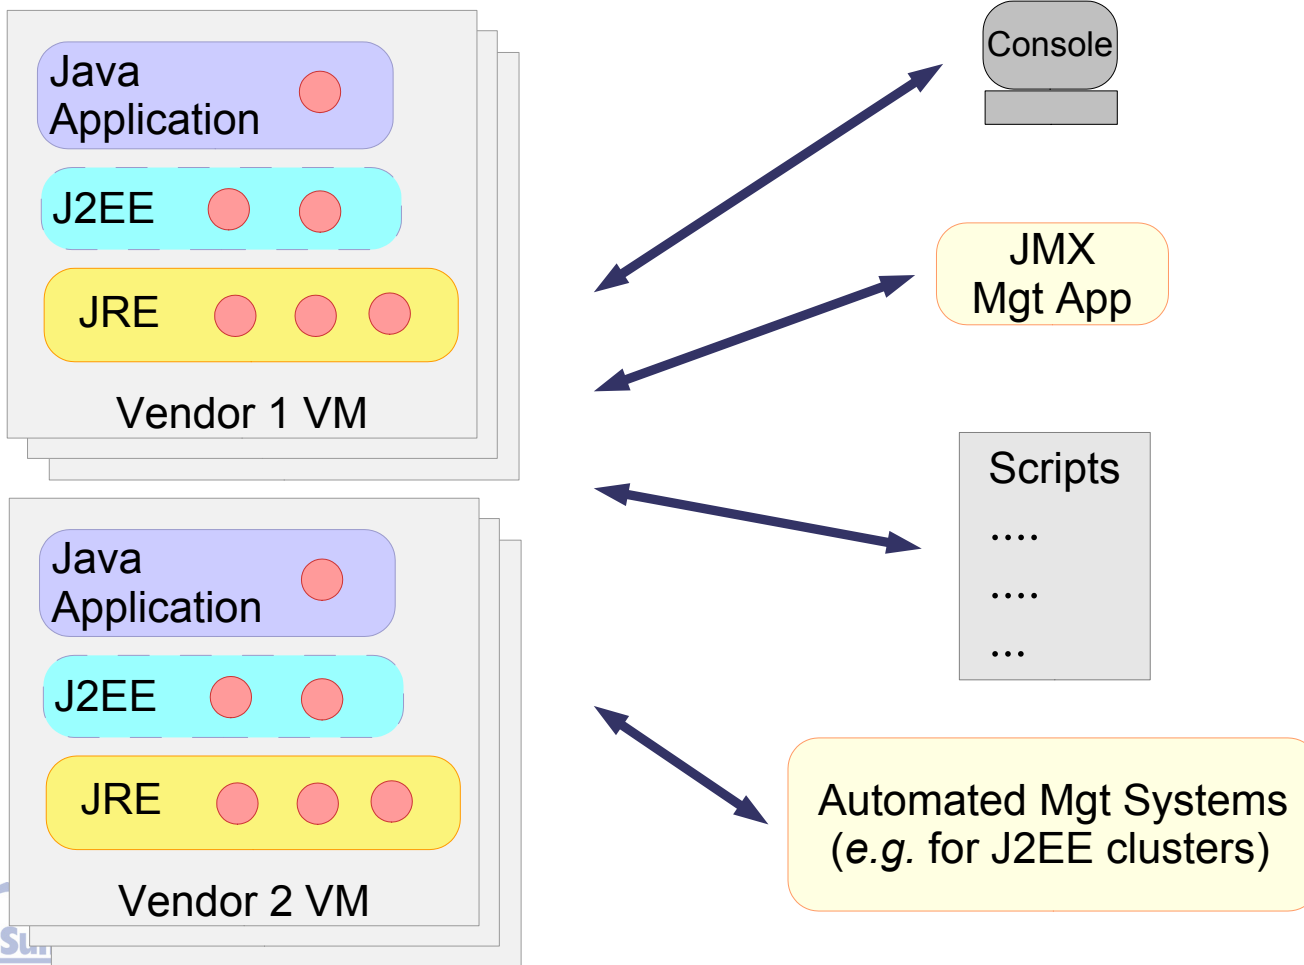 Java
Application
J2EE
JRE
Vendor 1 VM
Java
Application
J2EE
JRE
Vendor 2 VM
Console
JMX
Mgt App
Scripts
....
....
...
Automated Mgt Systems
(e.g. for J2EE clusters)